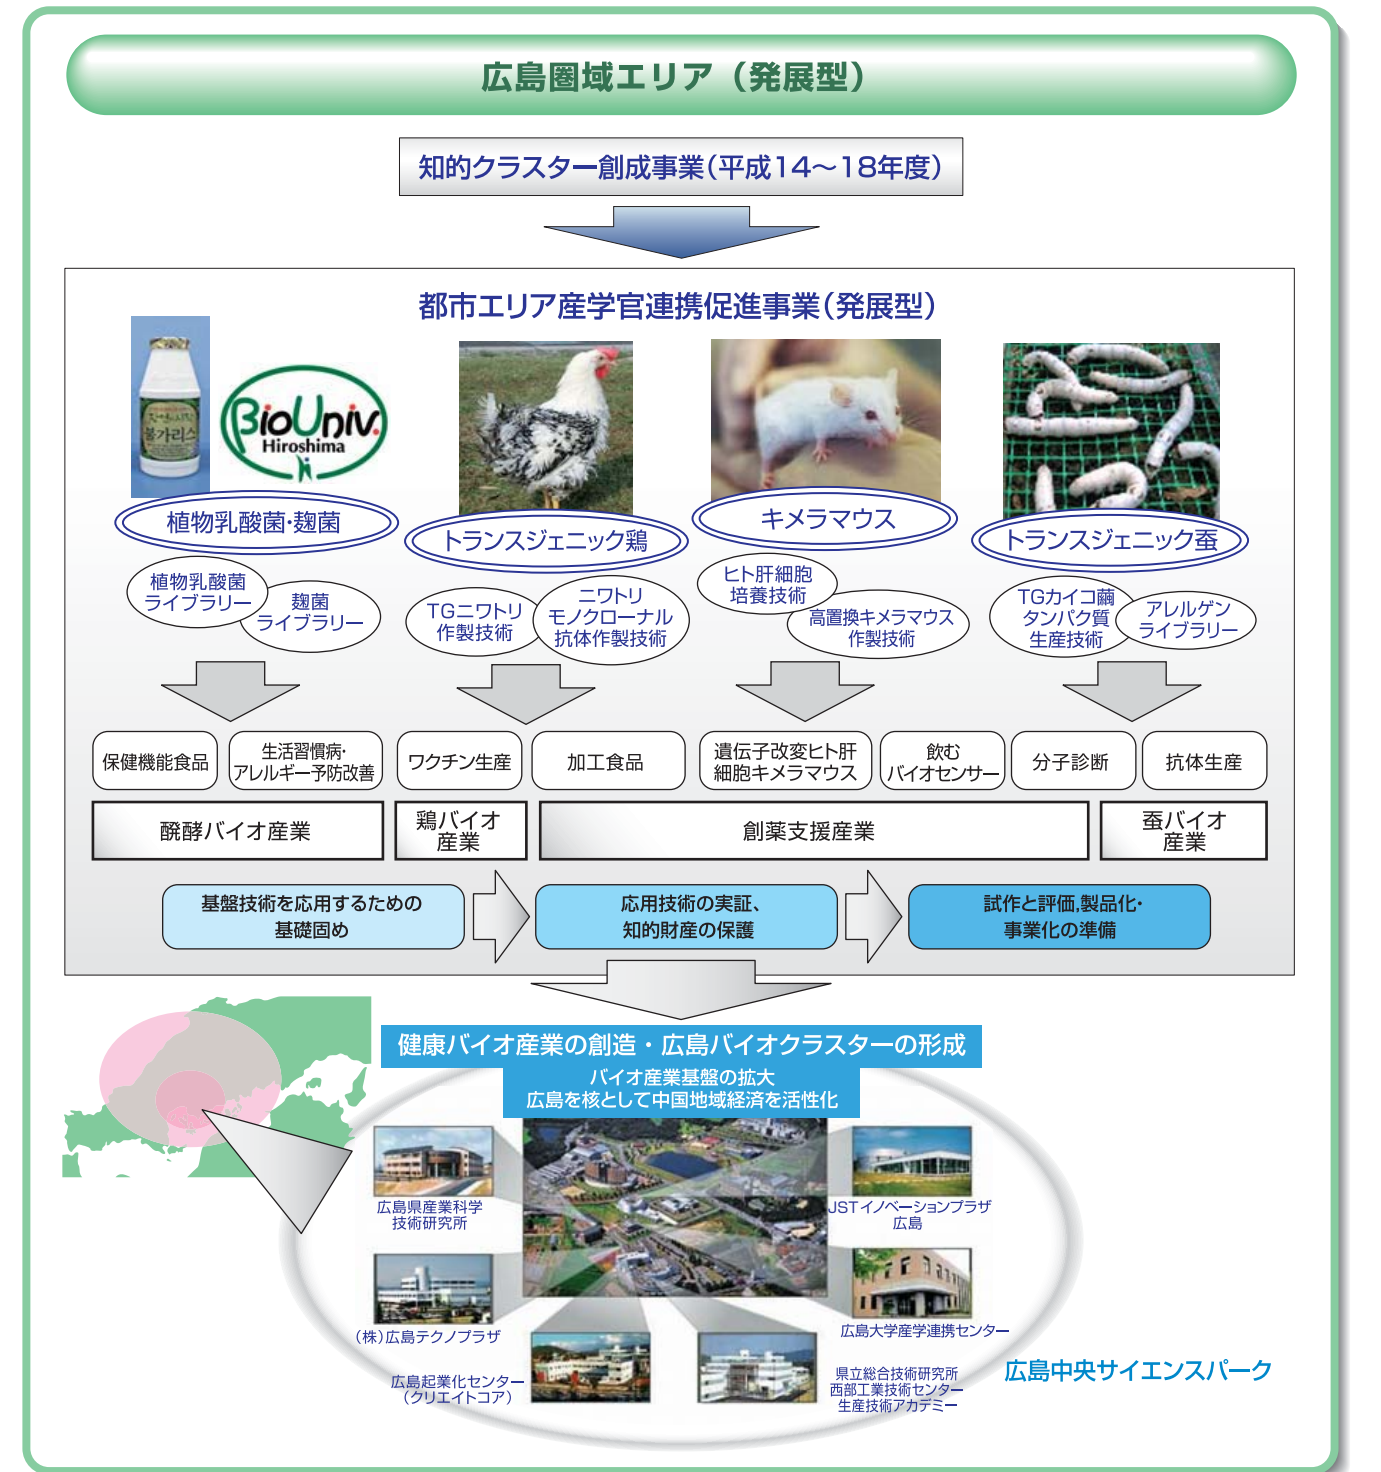 広島圏域エリア（発展型）
知的クラスター創成事業（平成14～18年度）
都市エリア産学官連携促進事業（発展型）
불가리스
BioUniv.
Hiroshima
植物乳酸菌・麹菌
トランスジェニック鶏
キメラマウス
トランスジェニック蚕
植物乳酸菌
ライブラリー
麹菌
ライブラリー
TGニワトリ
作製技術
ニワトリ
モノクローナル
抗体作製技術
ヒト肝細胞
培養技術
高置換キメラマウス
作製技術
TGカイコ繭
タンパク質
生産技術
アレルゲン
ライブラリー
保健機能食品
生活習慣病・
アレルギー予防改善
ワクチン生産
加工食品
遺伝子改変ヒト肝
細胞キメラマウス
飲む
バイオセンサー
分子診断
抗体生産
醗酵バイオ産業
鶏バイオ
産業
創薬支援産業
蚕バイオ
産業
基盤技術を応用するための
基礎固め
応用技術の実証、
知的財産の保護
試作と評価,製品化・
事業化の準備
健康バイオ産業の創造・広島バイオクラスターの形成
バイオ産業基盤の拡大
広島を核として中国地域経済を活性化
広島県産業科学
技術研究所
JSTイノベーションプラザ
広島
（株）広島テクノプラザ
広島大学産学連携センター
広島起業化センター
（クリエイトコア）
県立総合技術研究所
西部工業技術センター
生産技術アカデミー
広島中央サイエンスパーク